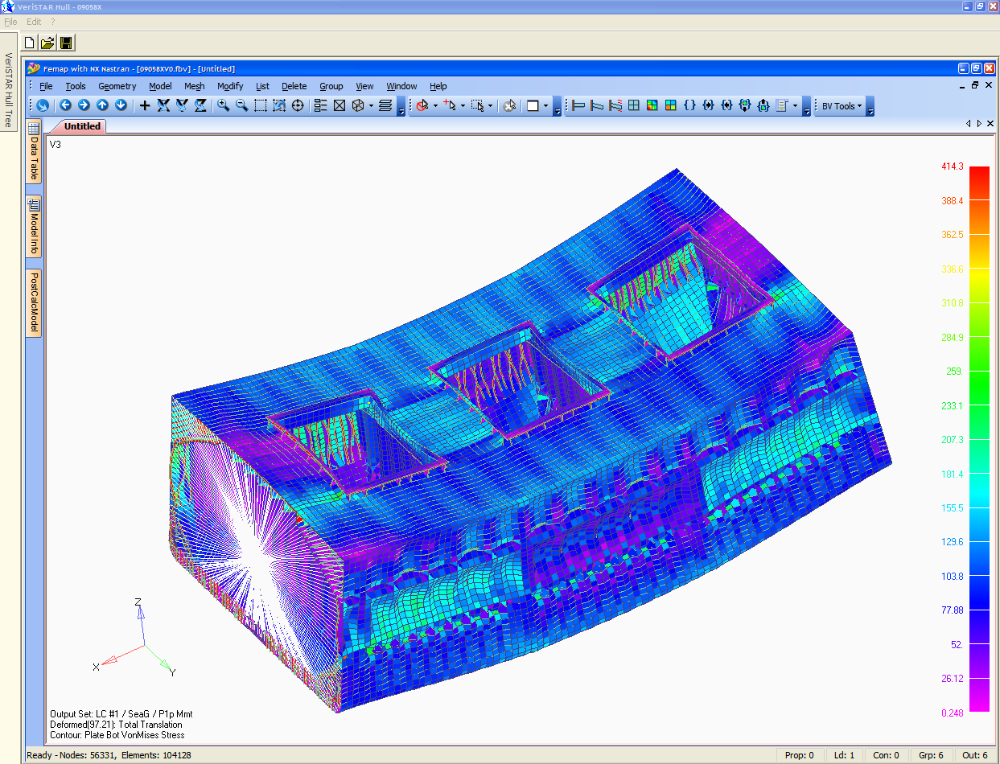 VeriSTAR Hull - 09058X
File Edit ?
VeriSTAR Hull Tree
Femap with NX Nastran - [09058XV0.fbv] - [Untitled]
File Tools Geometry Model Mesh Modify List Delete Group View Window Help
BV Tools
Untitled
Data Table
Model Info
PostCalcModel
V3
414.3
388.4
362.5
336.6
310.8
284.9
259.
233.1
207.3
181.4
155.5
129.6
103.8
77.88
52.
26.12
0.248
Z
X
Y
Output Set: LC #1 / SeaG / P1p Mmt
Deformed(97.21): Total Translation
Contour: Plate Bot VonMises Stress
Ready - Nodes: 56331, Elements: 104128 Prop: 0 Ld: 1 Con: 0 Grp: 6 Out: 6